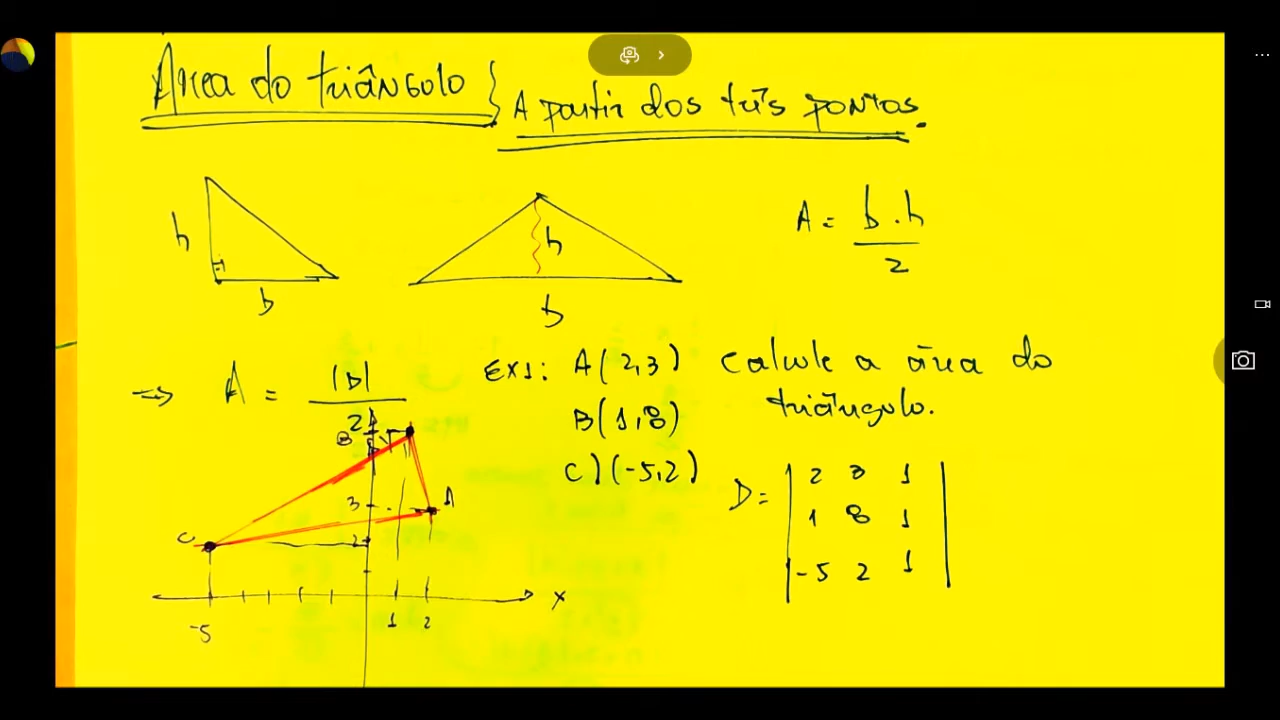 Área do triângulo } A partir dos três pontos.
h
b
h
b
A = b . h / 2
⇒ A = |D| / 2
Ex1: A(2,3) Calcule a área do
triângulo.
B(1,8)
C)(-5,2)
D = | 2 3 1
1 8 1
-5 2 1 |
8
B
3
A
C
2
x
-5
1
2